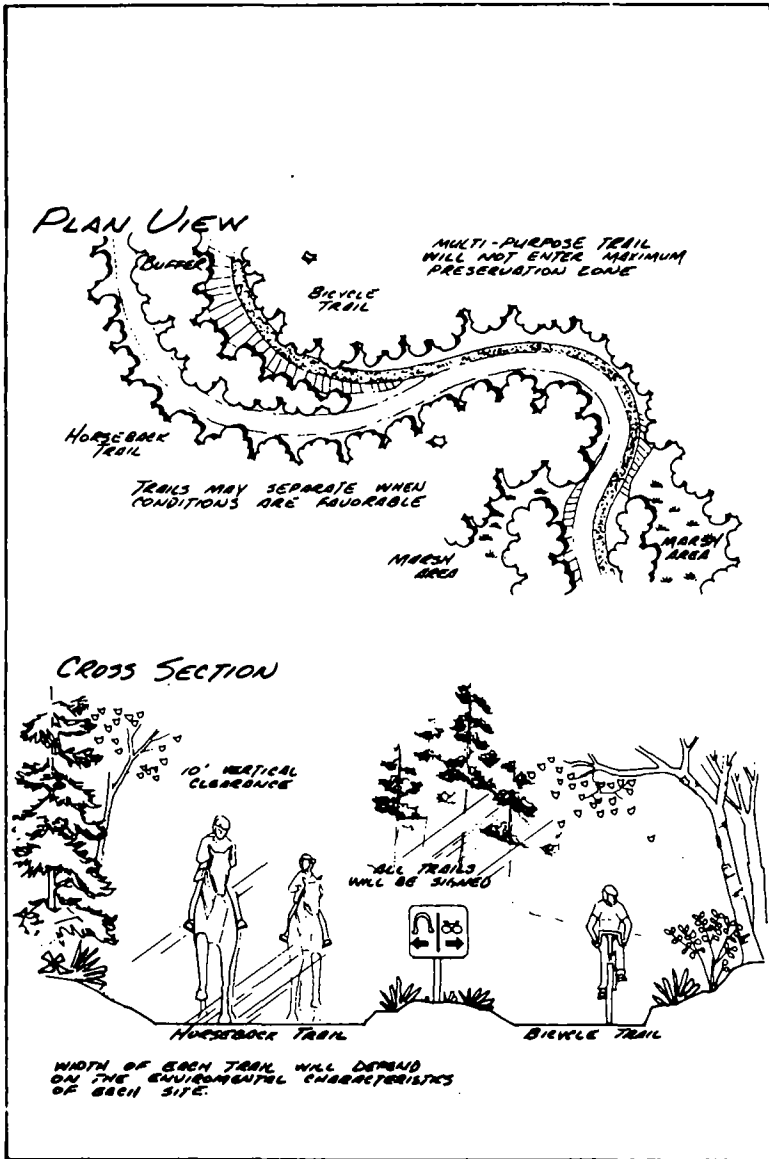 PLAN VIEW
MULTI-PURPOSE TRAIL
WILL NOT ENTER MAXIMUM
PRESERVATION ZONE
BUFFER
BICYCLE
TRAIL
HORSEBACK
TRAIL
TRAILS MAY SEPARATE WHEN
CONDITIONS ARE FAVORABLE
MARSH
AREA
MARSH
AREA
CROSS SECTION
10' VERTICAL
CLEARANCE
ALL TRAILS
WILL BE SIGNED
HORSEBACK TRAIL
BICYCLE TRAIL
WIDTH OF EACH TRAIL WILL DEPEND
ON THE ENVIROMENTAL CHARACTERISTICS
OF EACH SITE.